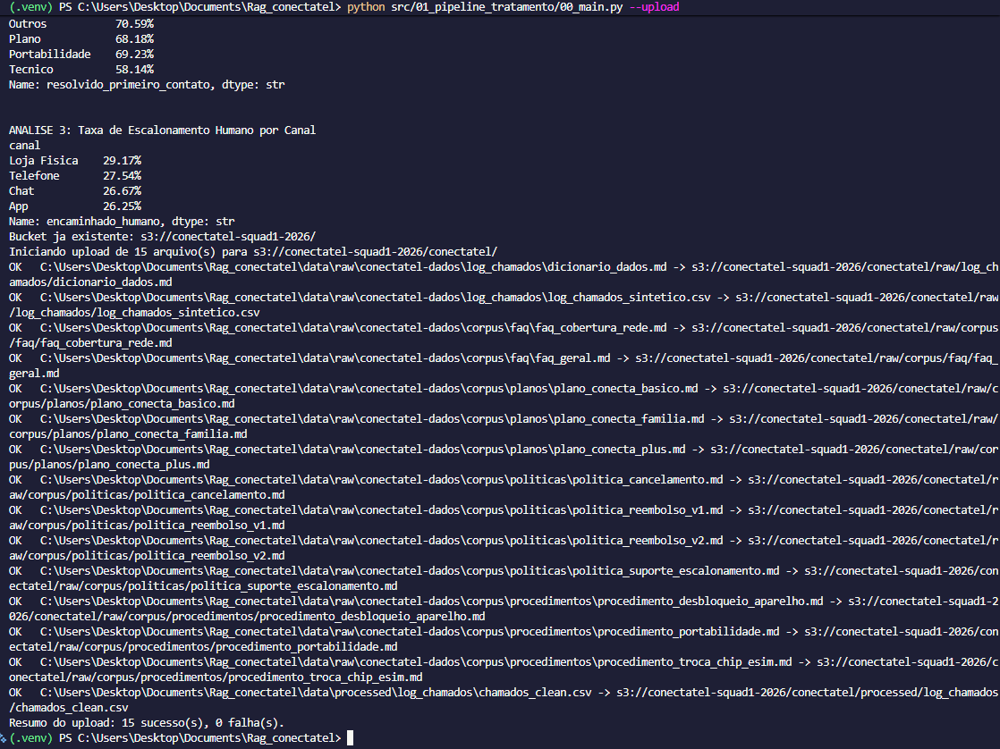 (.venv) PS C:\Users\Desktop\Documents\Rag_conectatel> python src/01_pipeline_tratamento/00_main.py --upload
Outros 70.59%
Plano 68.18%
Portabilidade 69.23%
Tecnico 58.14%
Name: resolvido_primeiro_contato, dtype: str
ANALISE 3: Taxa de Escalonamento Humano por Canal
canal
Loja Fisica 29.17%
Telefone 27.54%
Chat 26.67%
App 26.25%
Name: encaminhado_humano, dtype: str
Bucket ja existente: s3://conectatel-squad1-2026/
Iniciando upload de 15 arquivo(s) para s3://conectatel-squad1-2026/conectatel/
OK C:\Users\Desktop\Documents\Rag_conectatel\data\raw\conectatel-dados\log_chamados\dicionario_dados.md -> s3://conectatel-squad1-2026/conectatel/raw/log_ch
amados/dicionario_dados.md
OK C:\Users\Desktop\Documents\Rag_conectatel\data\raw\conectatel-dados\log_chamados\log_chamados_sintetico.csv -> s3://conectatel-squad1-2026/conectatel/raw
/log_chamados/log_chamados_sintetico.csv
OK C:\Users\Desktop\Documents\Rag_conectatel\data\raw\conectatel-dados\corpus\faq\faq_cobertura_rede.md -> s3://conectatel-squad1-2026/conectatel/raw/corpus
/faq/faq_cobertura_rede.md
OK C:\Users\Desktop\Documents\Rag_conectatel\data\raw\conectatel-dados\corpus\faq\faq_geral.md -> s3://conectatel-squad1-2026/conectatel/raw/corpus/faq/faq_
geral.md
OK C:\Users\Desktop\Documents\Rag_conectatel\data\raw\conectatel-dados\corpus\planos\plano_conecta_basico.md -> s3://conectatel-squad1-2026/conectatel/raw/c
orpus/planos/plano_conecta_basico.md
OK C:\Users\Desktop\Documents\Rag_conectatel\data\raw\conectatel-dados\corpus\planos\plano_conecta_familia.md -> s3://conectatel-squad1-2026/conectatel/raw/
corpus/planos/plano_conecta_familia.md
OK C:\Users\Desktop\Documents\Rag_conectatel\data\raw\conectatel-dados\corpus\planos\plano_conecta_plus.md -> s3://conectatel-squad1-2026/conectatel/raw/cor
pus/planos/plano_conecta_plus.md
OK C:\Users\Desktop\Documents\Rag_conectatel\data\raw\conectatel-dados\corpus\politicas\politica_cancelamento.md -> s3://conectatel-squad1-2026/conectatel/r
aw/corpus/politicas/politica_cancelamento.md
OK C:\Users\Desktop\Documents\Rag_conectatel\data\raw\conectatel-dados\corpus\politicas\politica_reembolso_v1.md -> s3://conectatel-squad1-2026/conectatel/r
aw/corpus/politicas/politica_reembolso_v1.md
OK C:\Users\Desktop\Documents\Rag_conectatel\data\raw\conectatel-dados\corpus\politicas\politica_reembolso_v2.md -> s3://conectatel-squad1-2026/conectatel/r
aw/corpus/politicas/politica_reembolso_v2.md
OK C:\Users\Desktop\Documents\Rag_conectatel\data\raw\conectatel-dados\corpus\politicas\politica_suporte_escalonamento.md -> s3://conectatel-squad1-2026/con
ectatel/raw/corpus/politicas/politica_suporte_escalonamento.md
OK C:\Users\Desktop\Documents\Rag_conectatel\data\raw\conectatel-dados\corpus\procedimentos\procedimento_desbloqueio_aparelho.md -> s3://conectatel-squad1-2
026/conectatel/raw/corpus/procedimentos/procedimento_desbloqueio_aparelho.md
OK C:\Users\Desktop\Documents\Rag_conectatel\data\raw\conectatel-dados\corpus\procedimentos\procedimento_portabilidade.md -> s3://conectatel-squad1-2026/con
ectatel/raw/corpus/procedimentos/procedimento_portabilidade.md
OK C:\Users\Desktop\Documents\Rag_conectatel\data\raw\conectatel-dados\corpus\procedimentos\procedimento_troca_chip_esim.md -> s3://conectatel-squad1-2026/c
onectatel/raw/corpus/procedimentos/procedimento_troca_chip_esim.md
OK C:\Users\Desktop\Documents\Rag_conectatel\data\processed\log_chamados\chamados_clean.csv -> s3://conectatel-squad1-2026/conectatel/processed/log_chamados
/chamados_clean.csv
Resumo do upload: 15 sucesso(s), 0 falha(s).
(.venv) PS C:\Users\Desktop\Documents\Rag_conectatel>